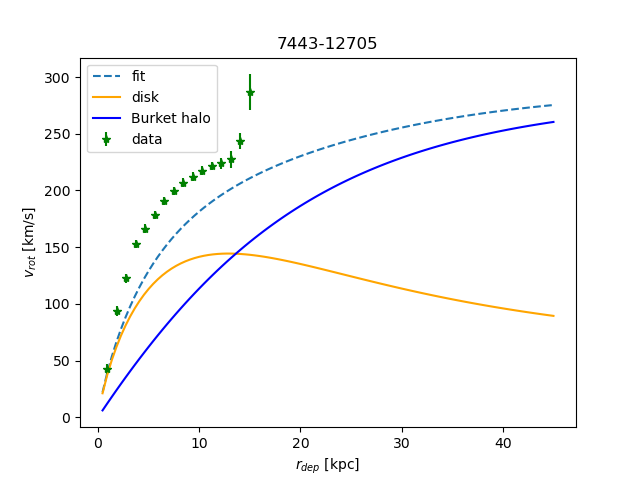 7443-12705
fit
disk
Burket halo
data
300
250
200
150
100
50
0
v_rot [km/s]
0 10 20 30 40
r_dep [kpc]